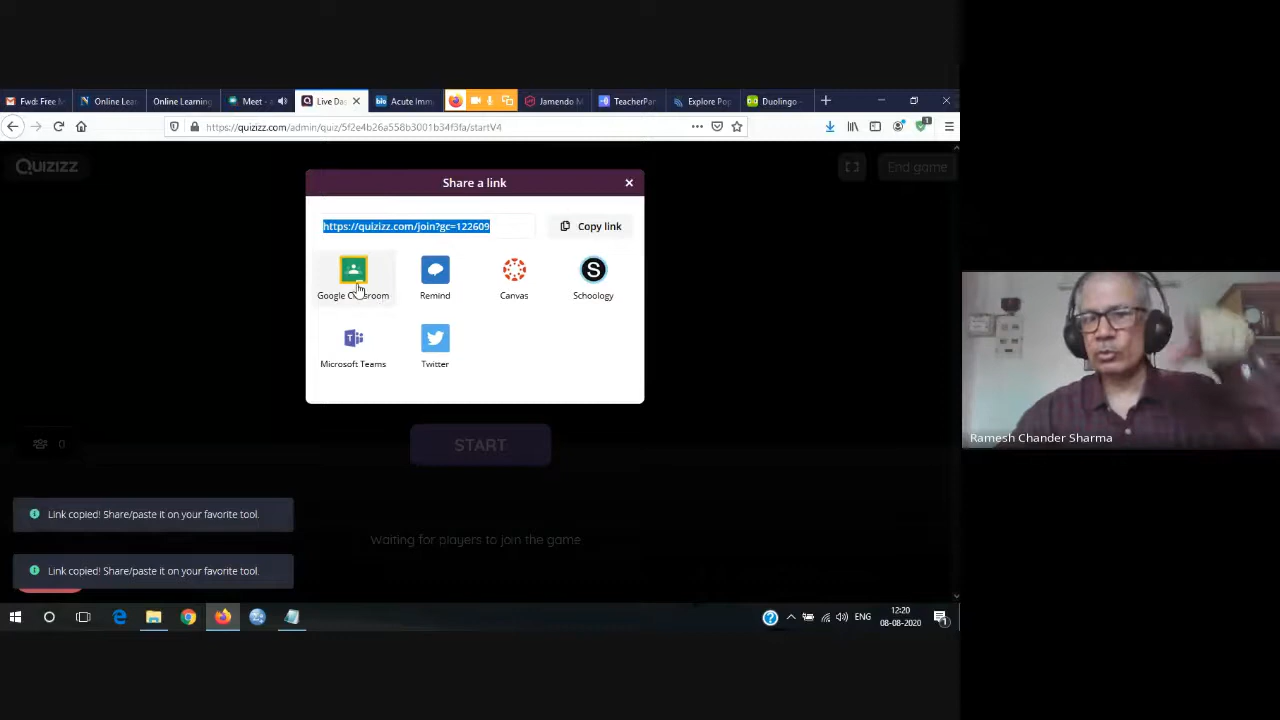 Fwd: Free M
Online Lea
Online Learning
Meet -
Live Das
Acute Imm
Jamendo M
TeacherPar
Explore Pop
Duolingo -
https://quizizz.com/admin/quiz/5f2e4b26a558b3001b34f3fa/startV4
QUIZIZZ
End game
Share a link
https://quizizz.com/join?gc=122609
Copy link
Google Classroom
Remind
Canvas
Schoology
Microsoft Teams
Twitter
0
START
Link copied! Share/paste it on your favorite tool.
Waiting for players to join the game
Link copied! Share/paste it on your favorite tool.
Ramesh Chander Sharma
ENG
12:20
08-08-2020